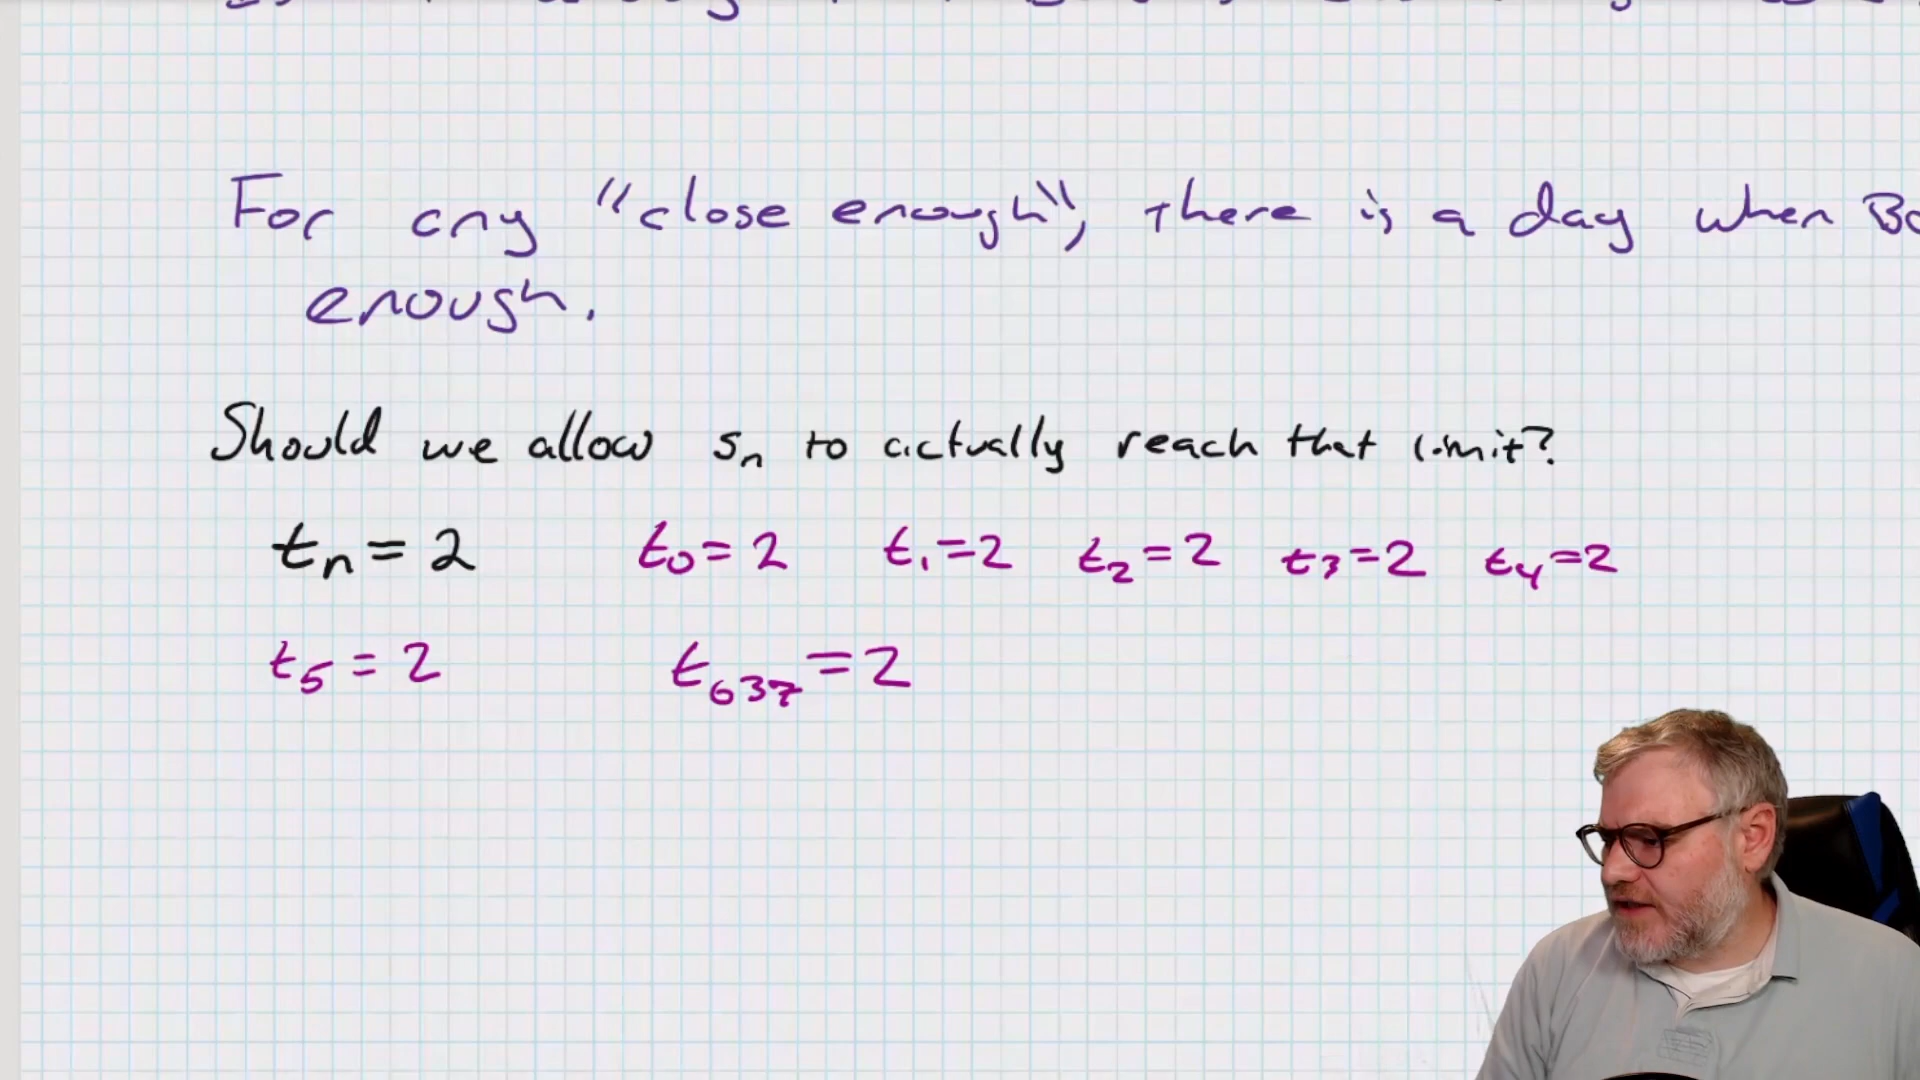 For any "close enough", there is a day when
enough.
Should we allow sₙ to actually reach that limit?
tₙ = 2 t₀ = 2 t₁ = 2 t₂ = 2 t₃ = 2 t₄ = 2
t₅ = 2 t₆₃₇ = 2